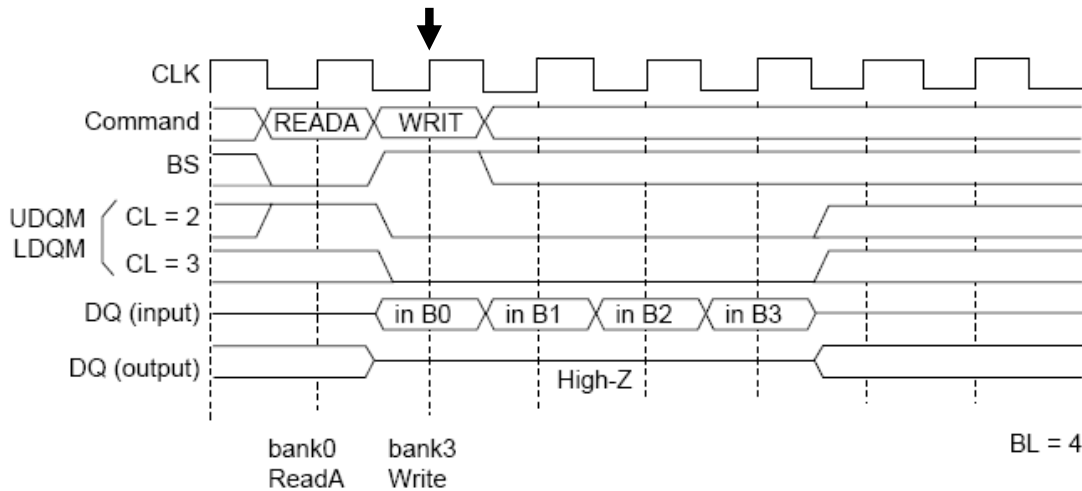 CLK
Command READA WRIT
BS
UDQM CL = 2
LDQM CL = 3
DQ (input) in B0 in B1 in B2 in B3
DQ (output) High-Z
bank0 bank3 BL = 4
ReadA Write